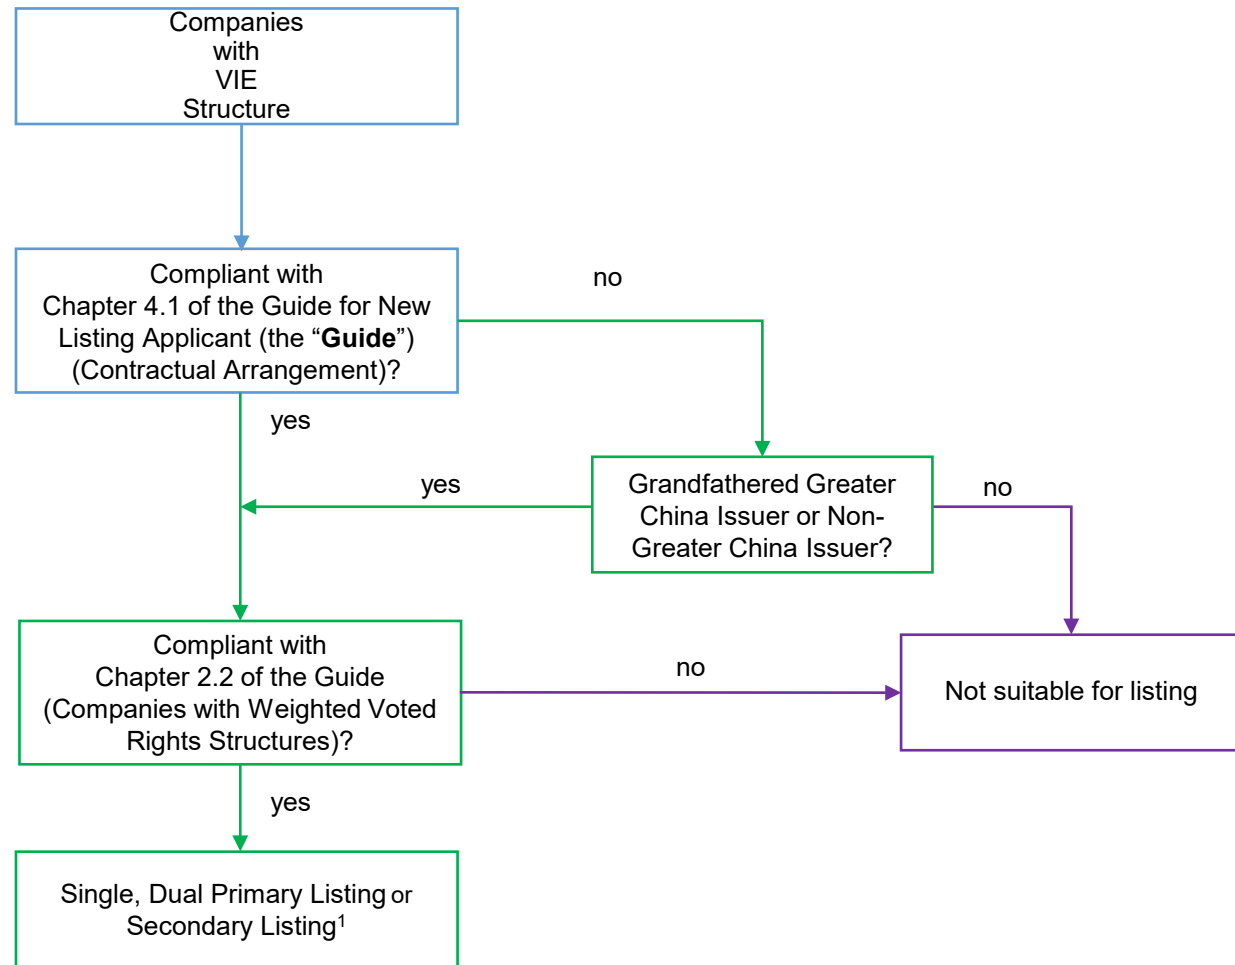 Companies
with
VIE
Structure
Compliant with
Chapter 4.1 of the Guide for New
Listing Applicant (the “Guide”)
(Contractual Arrangement)?
no
yes
yes
Grandfathered Greater
China Issuer or Non-
Greater China Issuer?
no
Compliant with
Chapter 2.2 of the Guide
(Companies with Weighted Voted
Rights Structures)?
no
Not suitable for listing
yes
Single, Dual Primary Listing or
Secondary Listing¹